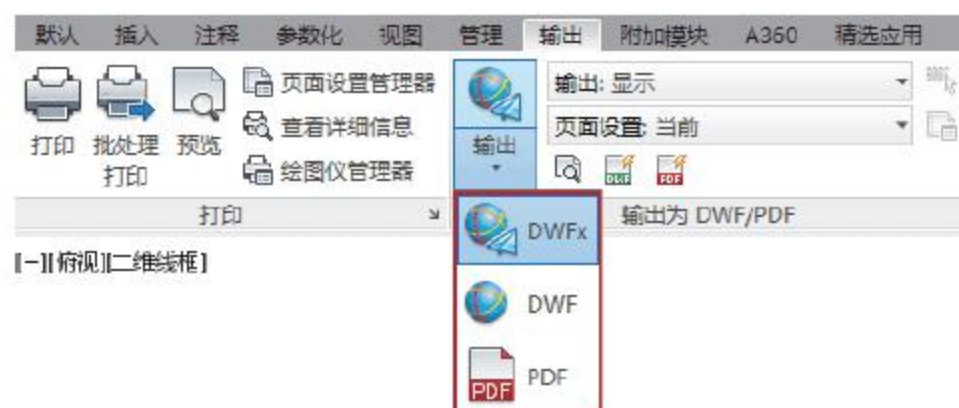 默认 插入 注释 参数化 视图 管理 输出 附加模块 A360 精选应用
页面设置管理器
查看详细信息
绘图仪管理器
打印 批处理打印 预览
输出
输出: 显示
页面设置: 当前
DWF PDF
打印
输出为 DWF/PDF
[-][俯视][二维线框]
DWFx
DWF
PDF PDF